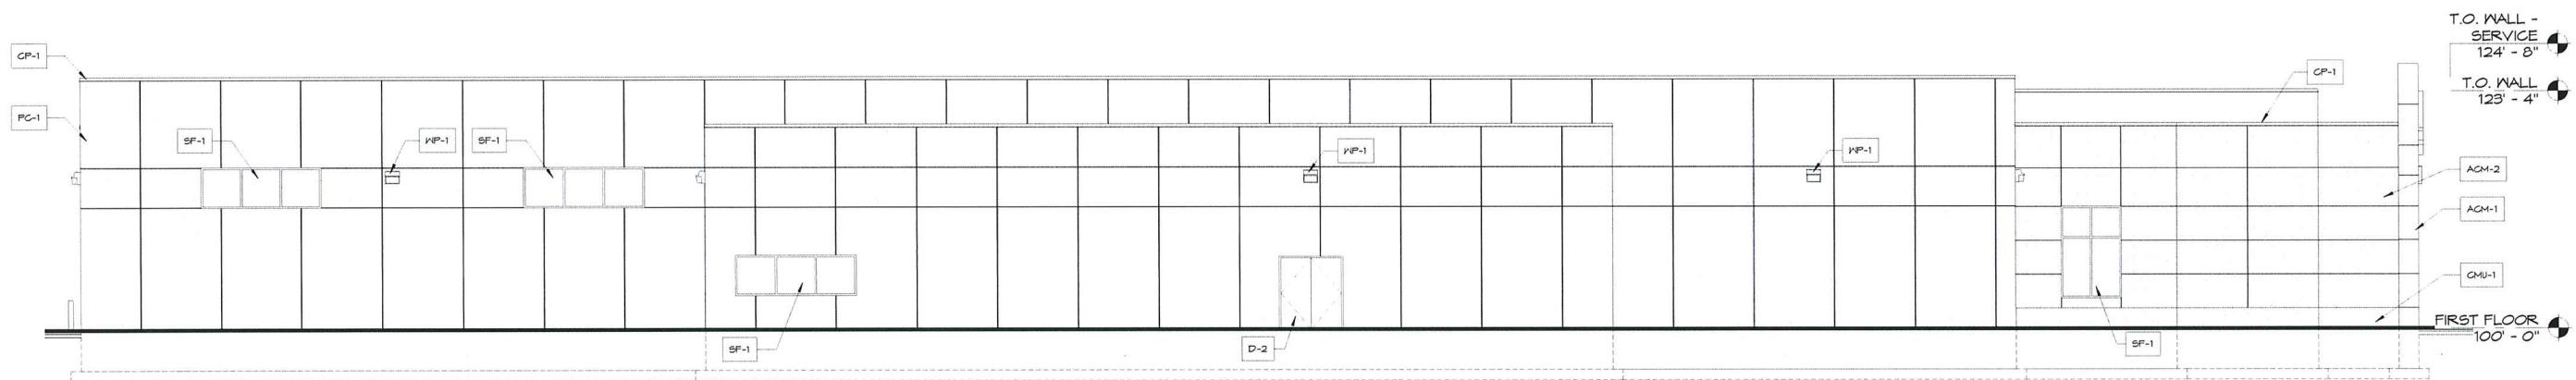 T.O. WALL -
SERVICE
124' - 8"
CP-1
CP-1
T.O. WALL
123' - 4"
PC-1
SF-1
WP-1
SF-1
WP-1
WP-1
ACM-2
ACM-1
CMU-1
FIRST FLOOR
100' - 0"
SF-1
D-2
SF-1